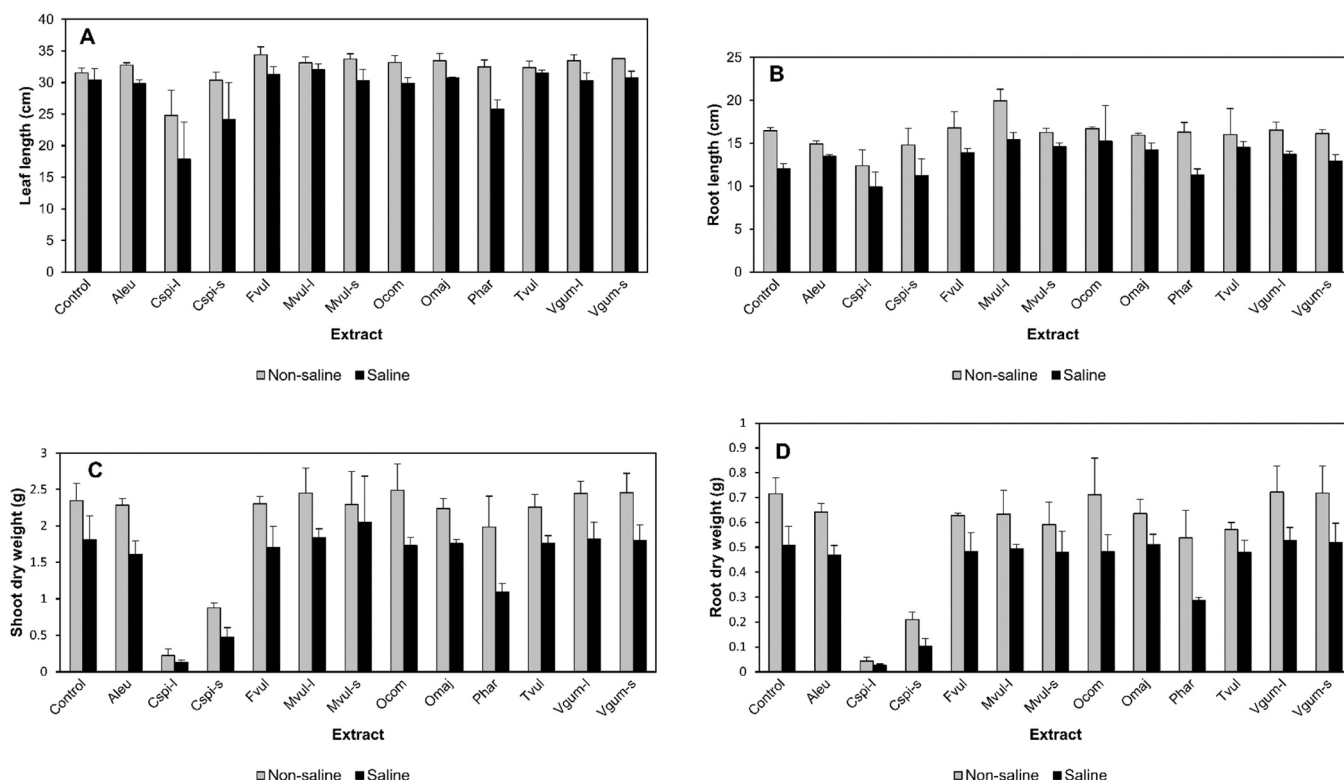 A
Leaf length (cm)
40
35
30
25
20
15
10
5
0
Control Aleu Cspi-l Cspi-s Fvul Mvul-l Mvul-s Ocom Omaj Phar Tvul Vgum-l Vgum-s
Extract
Non-saline Saline
B
Root length (cm)
25
20
15
10
5
0
Control Aleu Cspi-l Cspi-s Fvul Mvul-l Mvul-s Ocom Omaj Phar Tvul Vgum-l Vgum-s
Extract
Non-saline Saline
C
Shoot dry weight (g)
3
2.5
2
1.5
1
0.5
0
Control Aleu Cspi-l Cspi-s Fvul Mvul-l Mvul-s Ocom Omaj Phar Tvul Vgum-l Vgum-s
Extract
Non-saline Saline
D
Root dry weight (g)
1
0.9
0.8
0.7
0.6
0.5
0.4
0.3
0.2
0.1
0
Control Aleu Cspi-l Cspi-s Fvul Mvul-l Mvul-s Ocom Omaj Phar Tvul Vgum-l Vgum-s
Extract
Non-saline Saline